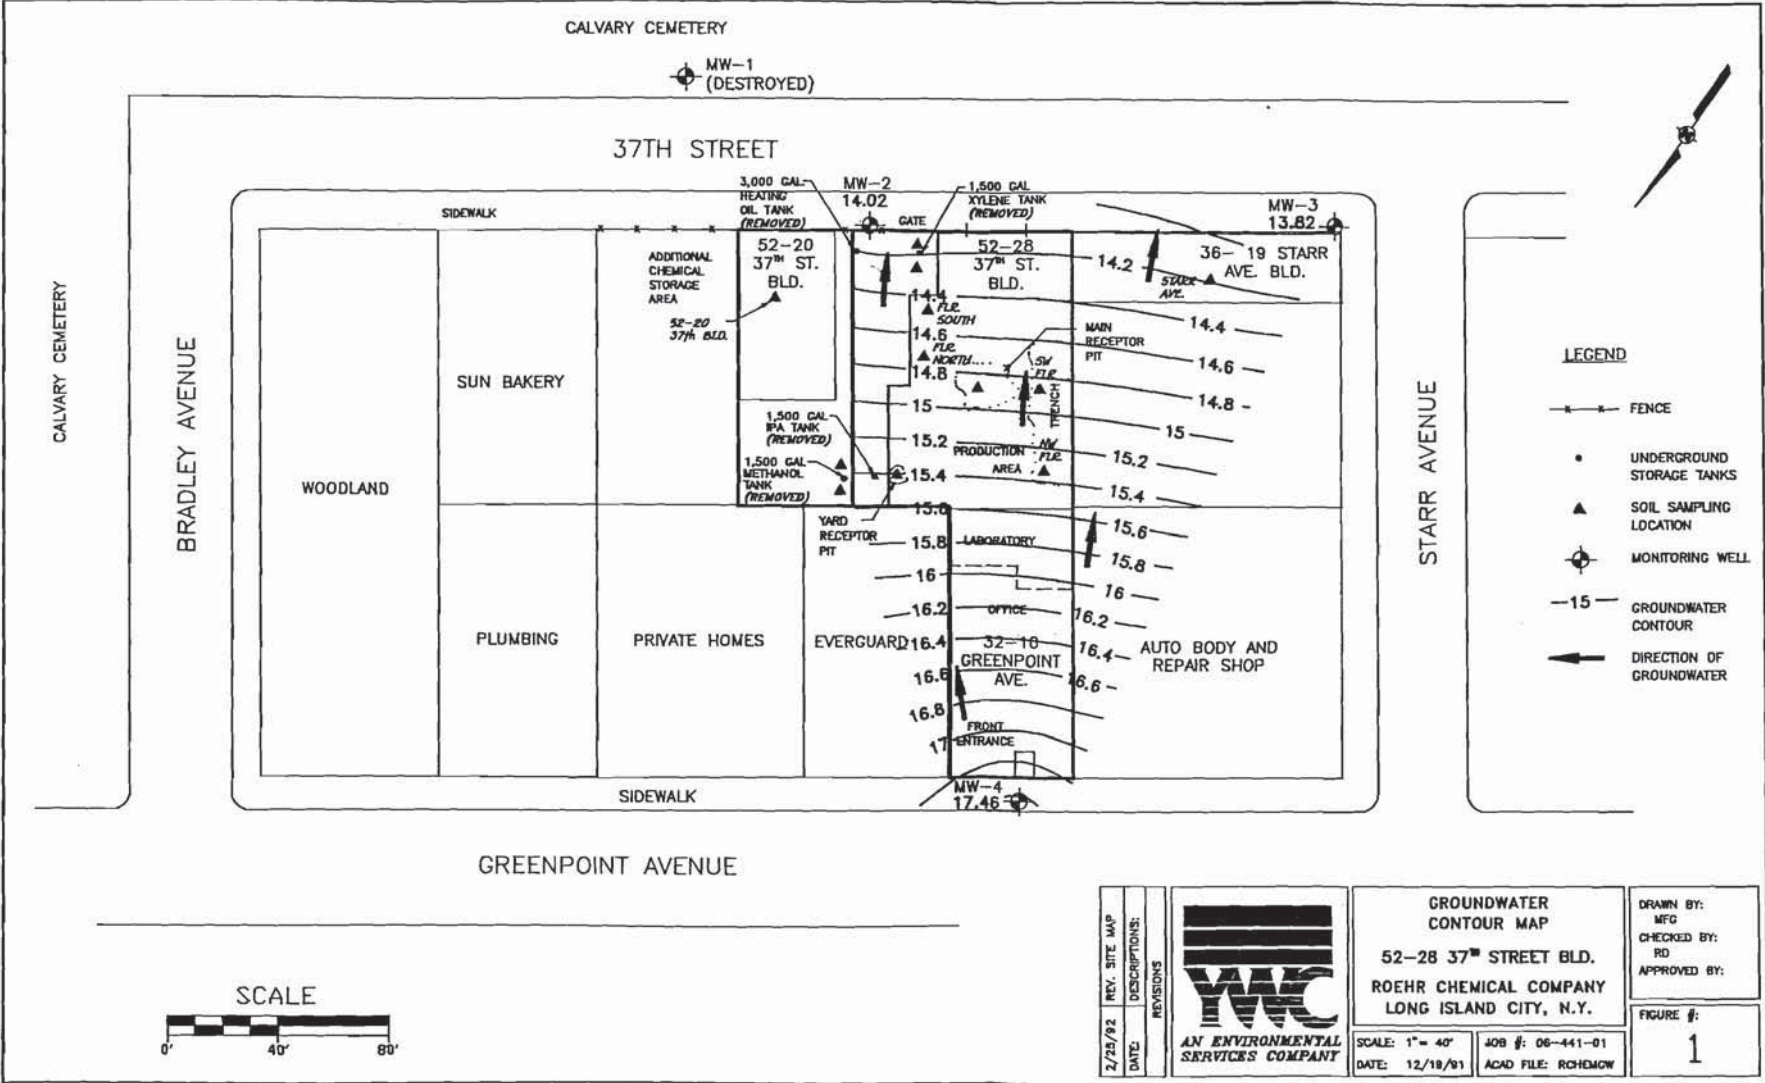 CALVARY CEMETERY
MW-1
(DESTROYED)
37TH STREET
3,000 GAL
HEATING
OIL TANK
(REMOVED)
MW-2
14.02
GATE
1,500 GAL
XYLENE TANK
(REMOVED)
MW-3
13.82
SIDEWALK
ADDITIONAL
CHEMICAL
STORAGE
AREA
52-20
37TH ST.
BLD.
52-20
37th BLD.
52-28
37TH ST.
BLD.
36-19 STARR
AVE. BLD.
STARR
AVE.
14.2
14.4
FLR.
SOUTH
14.4
14.6
FLR.
NORTH
MAIN
RECEPTOR
PIT
14.6
14.8
SW
FLR
TRENCH
14.8
15
15
15.2
PRODUCTION
AREA
NW
FLR.
15.2
15.4
15.4
1,500 GAL
IPA TANK
(REMOVED)
1,500 GAL
METHANOL
TANK
(REMOVED)
YARD
RECEPTOR
PIT
15.6
15.6
15.8
LABORATORY
15.8
16
16
16.2
OFFICE
16.2
16.4
16.4
32-10
GREENPOINT
AVE.
16.6
16.6
16.8
17
FRONT
ENTRANCE
MW-4
17.46
CALVARY CEMETERY
BRADLEY AVENUE
WOODLAND
SUN BAKERY
PLUMBING
PRIVATE HOMES
EVERGUARD
AUTO BODY AND
REPAIR SHOP
STARR AVENUE
SIDEWALK
GREENPOINT AVENUE
LEGEND
FENCE
UNDERGROUND
STORAGE TANKS
SOIL SAMPLING
LOCATION
MONITORING WELL
15
GROUNDWATER
CONTOUR
DIRECTION OF
GROUNDWATER
SCALE
0' 40' 80'
2/25/92 REV. SITE MAP
DATE: DESCRIPTIONS:
REVISIONS
YWC
AN ENVIRONMENTAL
SERVICES COMPANY
GROUNDWATER
CONTOUR MAP
52-28 37TH STREET BLD.
ROEHR CHEMICAL COMPANY
LONG ISLAND CITY, N.Y.
SCALE: 1"= 40'
DATE: 12/19/91
JOB #: 06-441-01
ACAD FILE: RCHEMGW
DRAWN BY:
MFG
CHECKED BY:
RD
APPROVED BY:
FIGURE #:
1